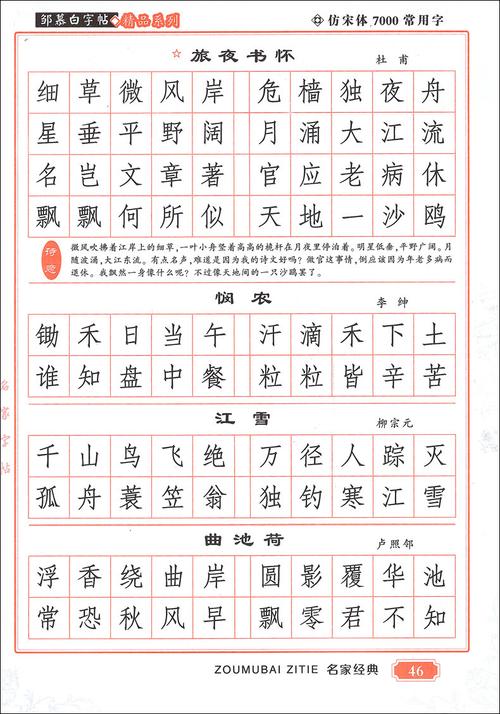 邹慕白字帖 精品系列
仿宋体 7000 常用字
☆ 旅夜书怀
杜甫
细草微风岸 危樯独夜舟
星垂平野阔 月涌大江流
名岂文章著 官应老病休
飘飘何所似 天地一沙鸥
诗意
微风吹拂着江岸上的细草，一叶小舟竖着高高的桅杆在月夜里停泊着。明星低垂，平野广阔。月
随波涌，大江东流。有点名声，难道是因为我的诗文好吗？做官这事情，倒应该因为年老多病而
退休。我飘然一身像什么呢？不过像天地间的一只沙鸥罢了。
悯农
李绅
锄禾日当午 汗滴禾下土
谁知盘中餐 粒粒皆辛苦
江雪
柳宗元
千山鸟飞绝 万径人踪灭
孤舟蓑笠翁 独钓寒江雪
曲池荷
卢照邻
浮香绕曲岸 圆影覆华池
常恐秋风早 飘零君不知
名家字帖
ZOUMUBAI ZITIE 名家经典 46